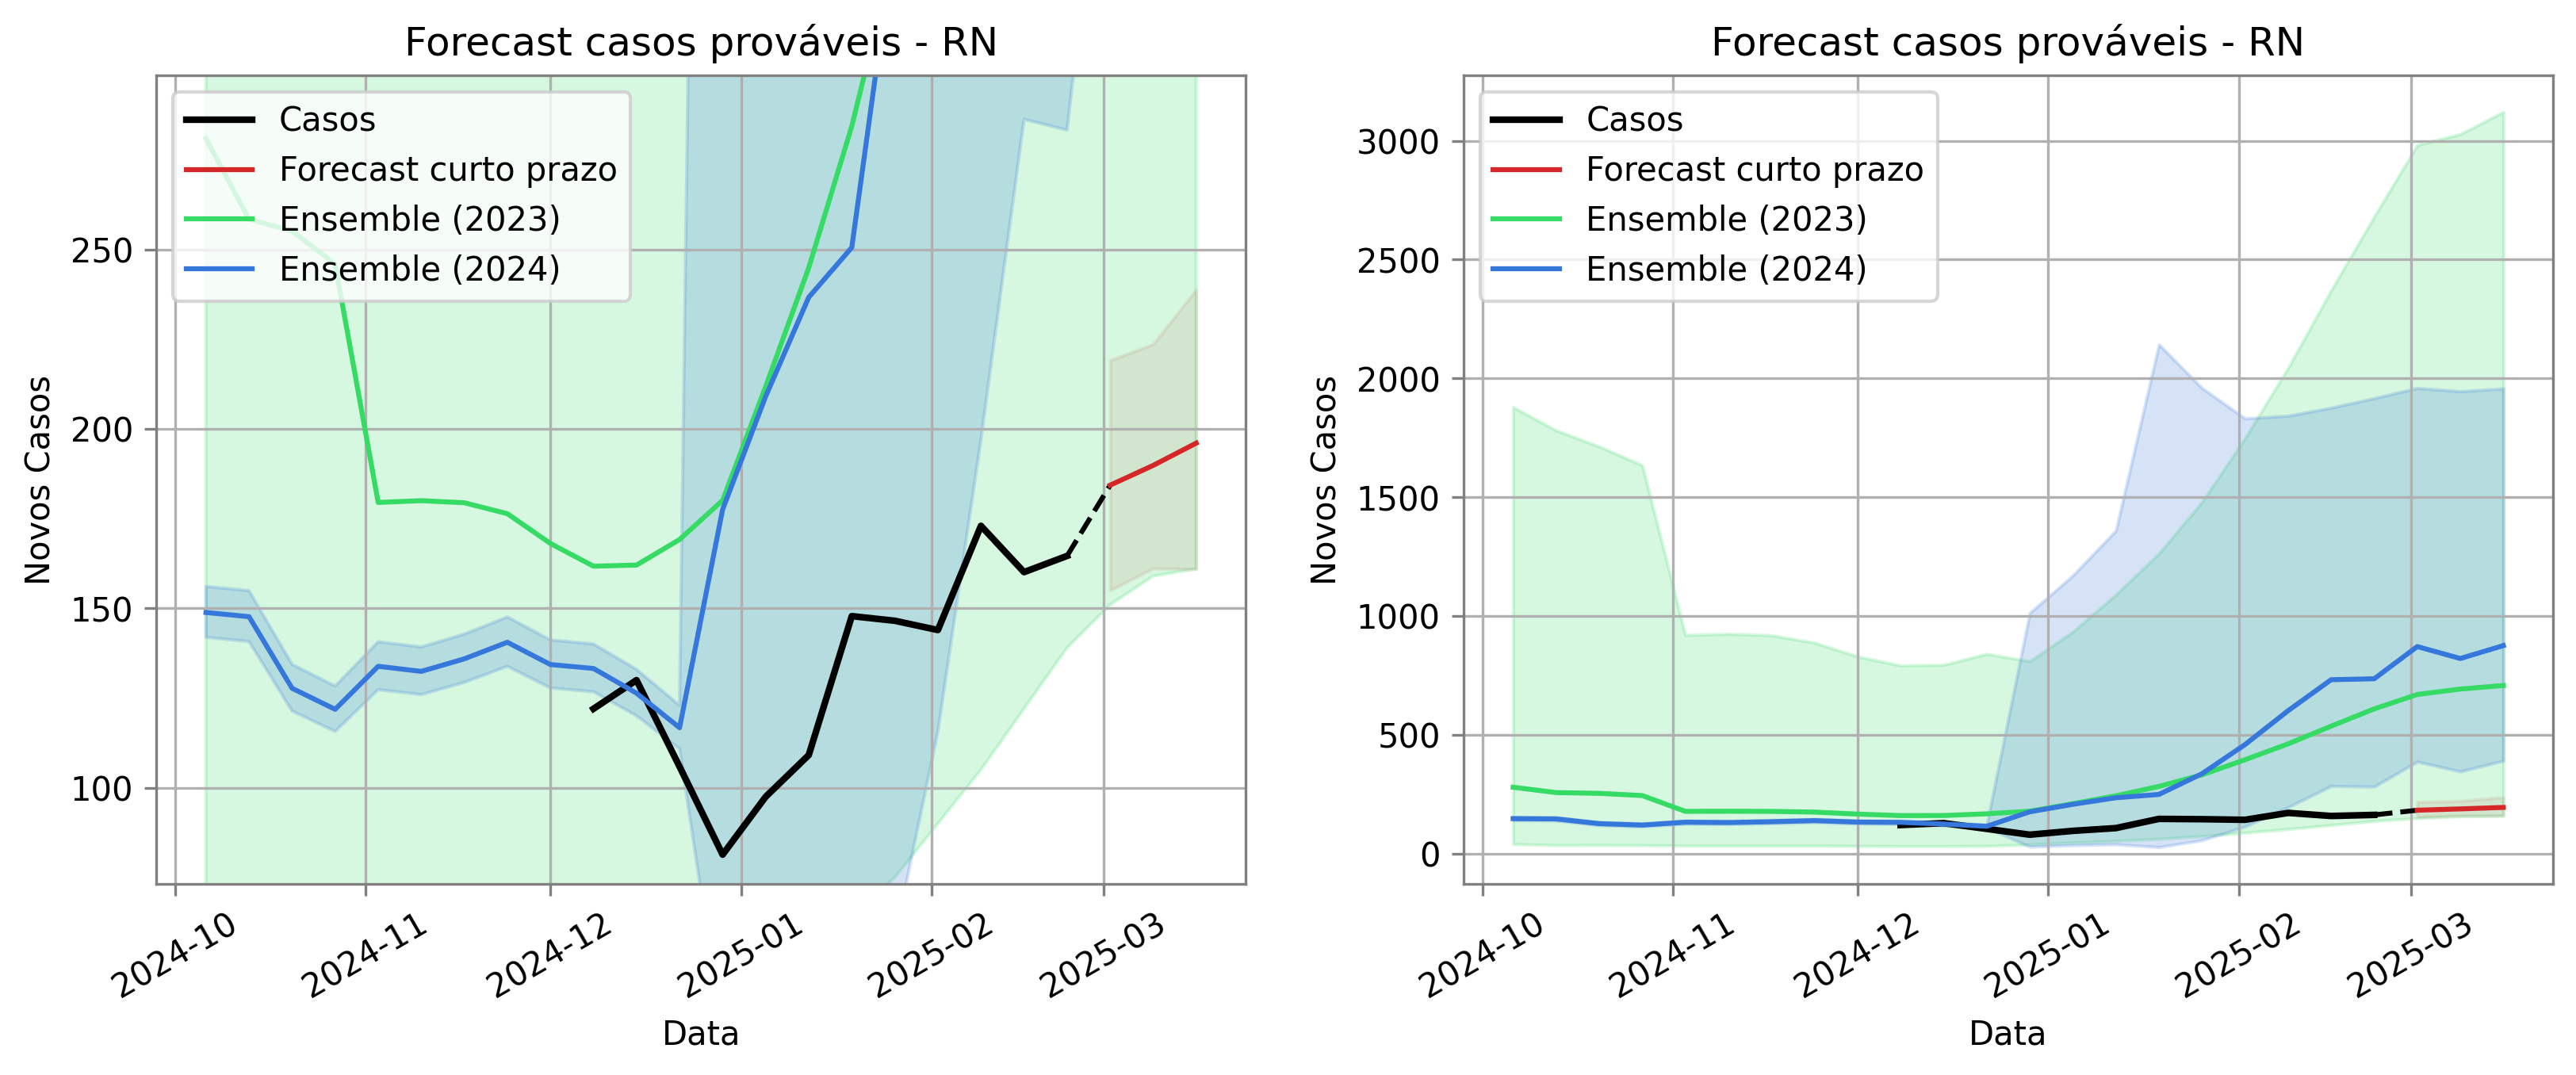 Forecast casos prováveis - RN
Casos
Forecast curto prazo
Ensemble (2023)
Ensemble (2024)
250
200
150
100
Novos Casos
2024-10
2024-11
2024-12
2025-01
2025-02
2025-03
Data
Forecast casos prováveis - RN
Casos
Forecast curto prazo
Ensemble (2023)
Ensemble (2024)
3000
2500
2000
1500
1000
500
0
Novos Casos
2024-10
2024-11
2024-12
2025-01
2025-02
2025-03
Data